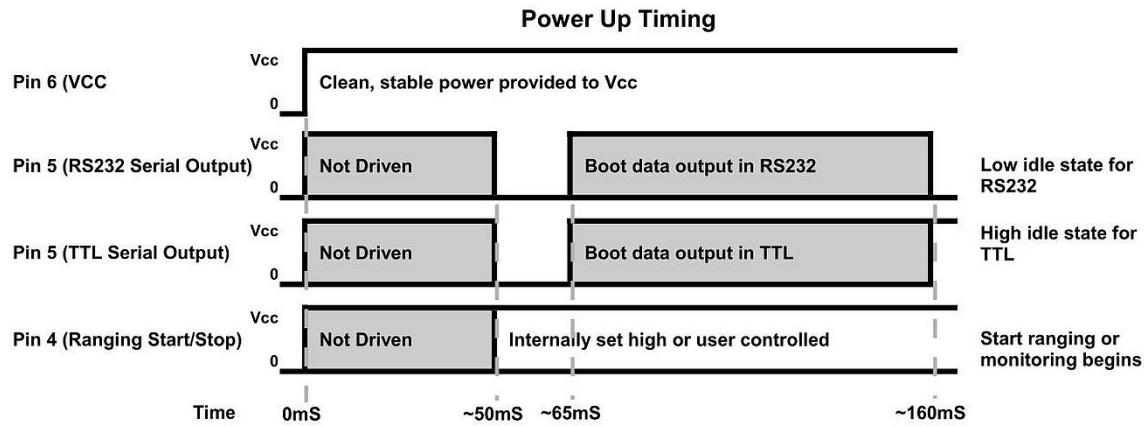 Power Up Timing
Pin 6 (VCC
Vcc
0
Clean, stable power provided to Vcc
Pin 5 (RS232 Serial Output)
Vcc
0
Not Driven
Boot data output in RS232
Low idle state for
RS232
Pin 5 (TTL Serial Output)
Vcc
0
Not Driven
Boot data output in TTL
High idle state for
TTL
Pin 4 (Ranging Start/Stop)
Vcc
0
Not Driven
Internally set high or user controlled
Start ranging or
monitoring begins
Time
0mS
~50mS
~65mS
~160mS